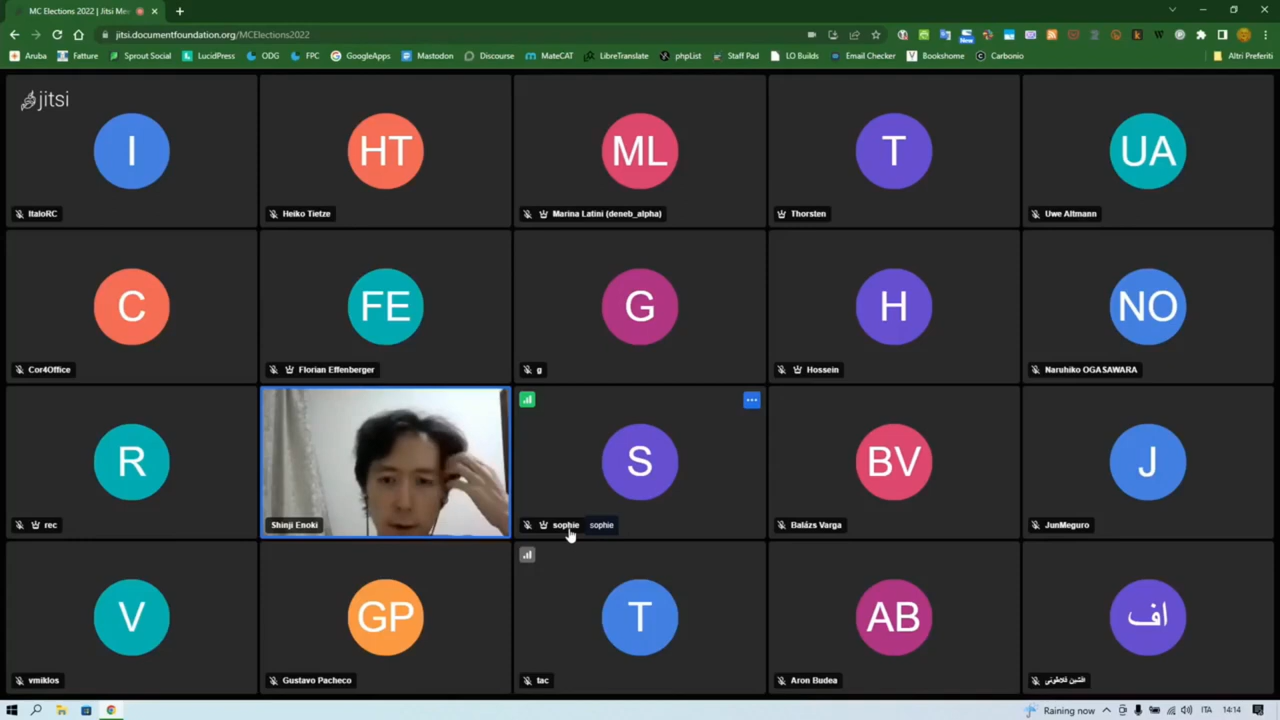 MC Elections 2022 | Jitsi Me
jitsi.documentfoundation.org/MCElections2022
Aruba Fatture Sprout Social LucidPress ODG FPC GoogleApps Mastodon Discourse MateCAT LibreTranslate phpList Staff Pad LO Builds Email Checker Bookshome Carbonio Altri Preferiti
jitsi
I HT ML T UA
ItaloRC Heiko Tietze Marina Latini (deneb_alpha) Thorsten Uwe Altmann
C FE G H NO
Cor4Office Florian Effenberger g Hossein Naruhiko OGASAWARA
R S BV J
rec Shinji Enoki sophie sophie Balázs Varga JunMeguro
V GP T AB اف
vmiklos Gustavo Pacheco tac Aron Budea افشین فلاطونی
Raining now ITA 14:14